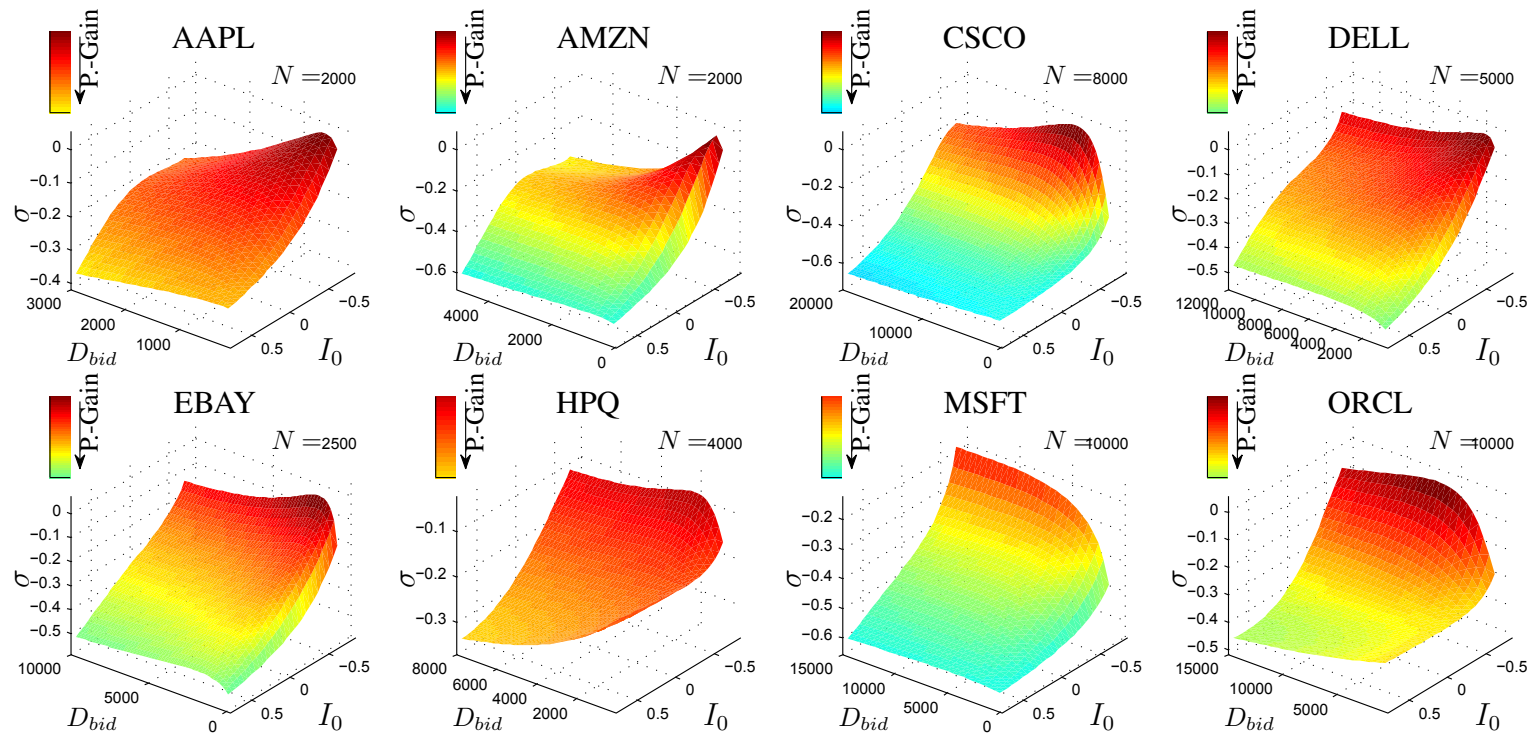 AAPL
P.-Gain
N =2000
0
−0.1
−0.2
−0.3
−0.4
σ
3000
2000
1000
D_bid
0.5
0
−0.5
I_0
AMZN
P.-Gain
N =2000
0
−0.2
−0.4
−0.6
σ
4000
2000
0
D_bid
0.5
0
−0.5
I_0
CSCO
P.-Gain
N =8000
0
−0.2
−0.4
−0.6
σ
20000
10000
0
D_bid
0.5
0
−0.5
I_0
DELL
P.-Gain
N =5000
0
−0.1
−0.2
−0.3
−0.4
−0.5
σ
12000
10000
8000
6000
4000
2000
D_bid
0.5
0
−0.5
I_0
EBAY
P.-Gain
N =2500
0
−0.1
−0.2
−0.3
−0.4
−0.5
σ
10000
5000
0
D_bid
0.5
0
−0.5
I_0
HPQ
P.-Gain
N =4000
−0.1
−0.2
−0.3
σ
8000
6000
4000
2000
D_bid
0.5
0
−0.5
I_0
MSFT
P.-Gain
N =10000
−0.2
−0.3
−0.4
−0.5
−0.6
σ
15000
10000
5000
0
D_bid
0.5
0
−0.5
I_0
ORCL
P.-Gain
N =10000
0
−0.1
−0.2
−0.3
−0.4
−0.5
σ
15000
10000
5000
D_bid
0.5
0
−0.5
I_0